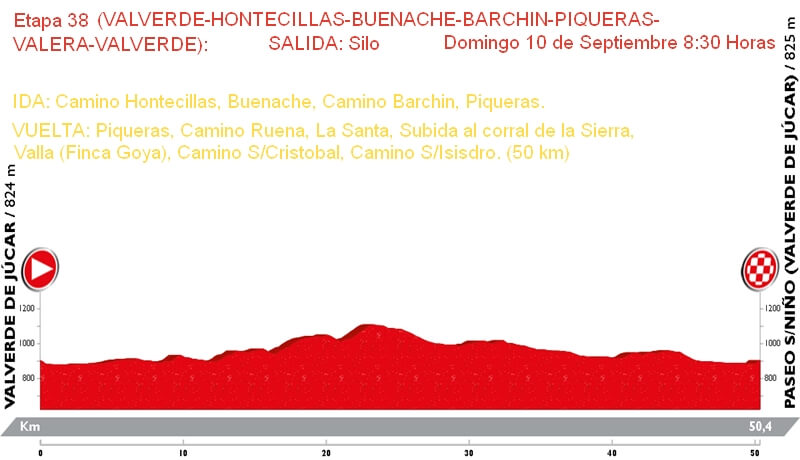 Etapa 38 (VALVERDE-HONTECILLAS-BUENACHE-BARCHIN-PIQUERAS-
VALERA-VALVERDE): SALIDA: Silo Domingo 10 de Septiembre 8:30 Horas
IDA: Camino Hontecillas, Buenache, Camino Barchin, Piqueras.
VUELTA: Piqueras, Camino Ruena, La Santa, Subida al corral de la Sierra,
Valla (Finca Goya), Camino S/Cristobal, Camino S/Isisdro. (50 km)
VALVERDE DE JÚCAR / 824 m
PASEO S/NIÑO (VALVERDE DE JÚCAR) / 825 m
1200 1200
1000 1000
800 800
Km 50,4
0 10 20 30 40 50